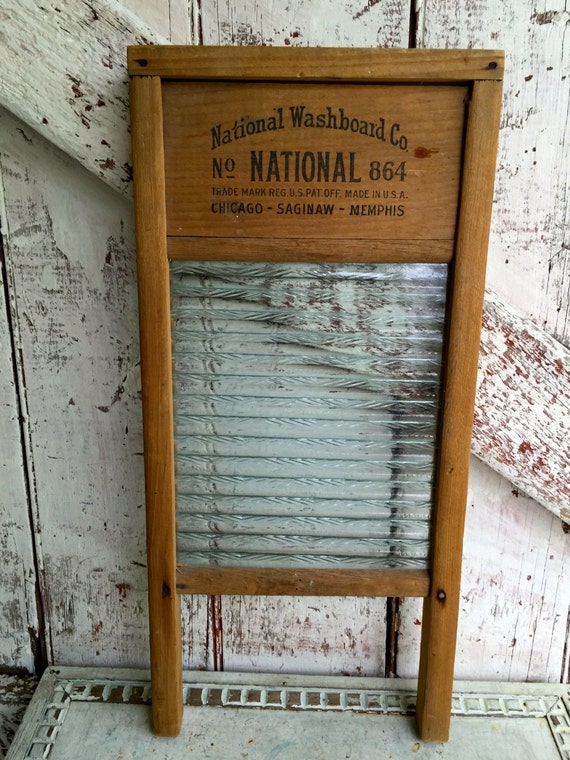 National Washboard Co.
No NATIONAL 864
TRADE MARK REG. U.S. PAT. OFF. MADE IN U.S.A.
CHICAGO - SAGINAW - MEMPHIS